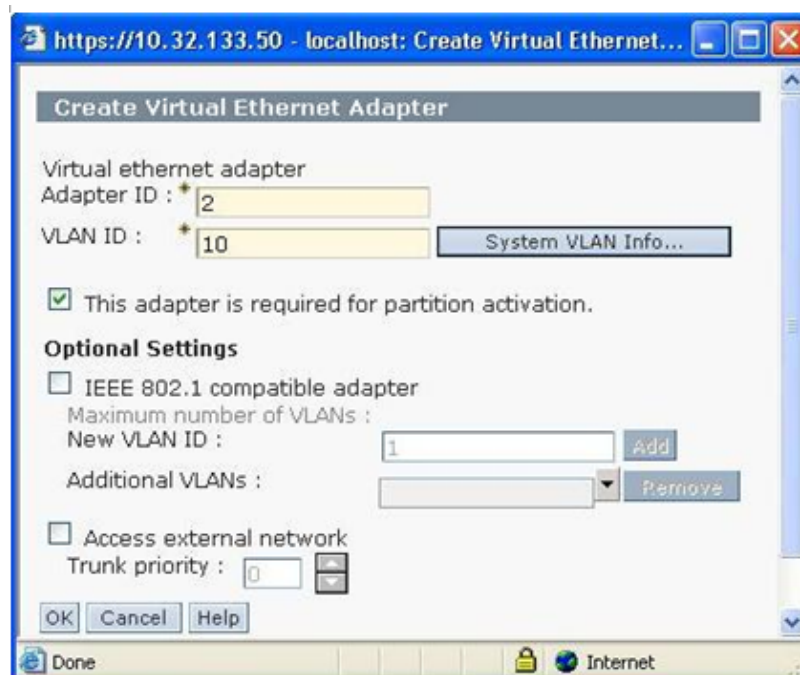 https://10.32.133.50 - localhost: Create Virtual Ethernet...
Create Virtual Ethernet Adapter
Virtual ethernet adapter
Adapter ID : * 2
VLAN ID : * 10 System VLAN Info...
This adapter is required for partition activation.
Optional Settings
IEEE 802.1 compatible adapter
Maximum number of VLANs :
New VLAN ID : 1 Add
Additional VLANs : Remove
Access external network
Trunk priority : 0
OK Cancel Help
Done Internet